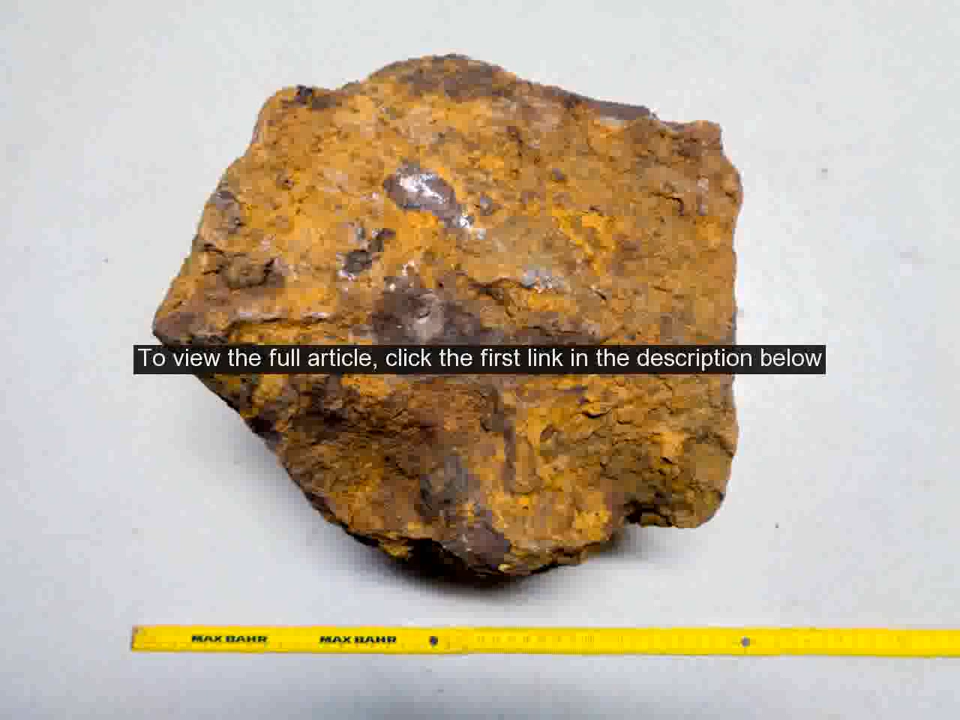 To view the full article, click the first link in the description below
MAX BAHR MAX BAHR